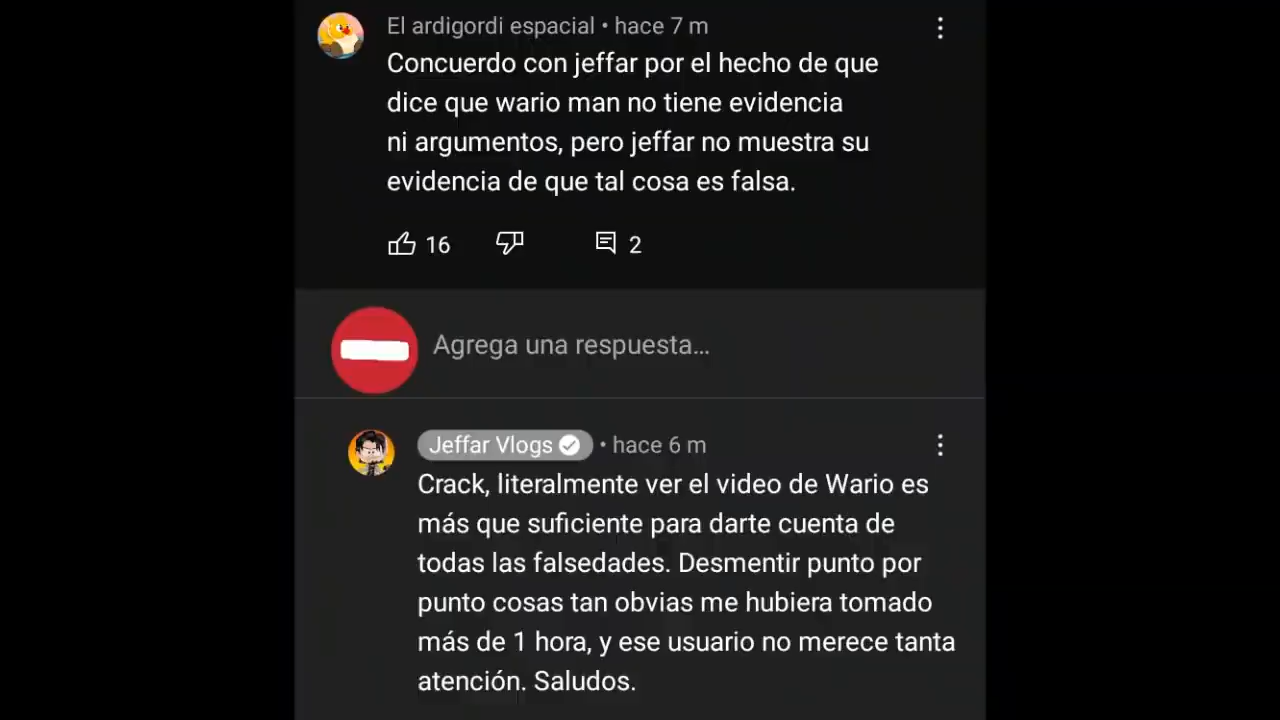 El ardigordi espacial • hace 7 m
Concuerdo con jeffar por el hecho de que
dice que wario man no tiene evidencia
ni argumentos, pero jeffar no muestra su
evidencia de que tal cosa es falsa.
16 2
Agrega una respuesta...
Jeffar Vlogs • hace 6 m
Crack, literalmente ver el video de Wario es
más que suficiente para darte cuenta de
todas las falsedades. Desmentir punto por
punto cosas tan obvias me hubiera tomado
más de 1 hora, y ese usuario no merece tanta
atención. Saludos.